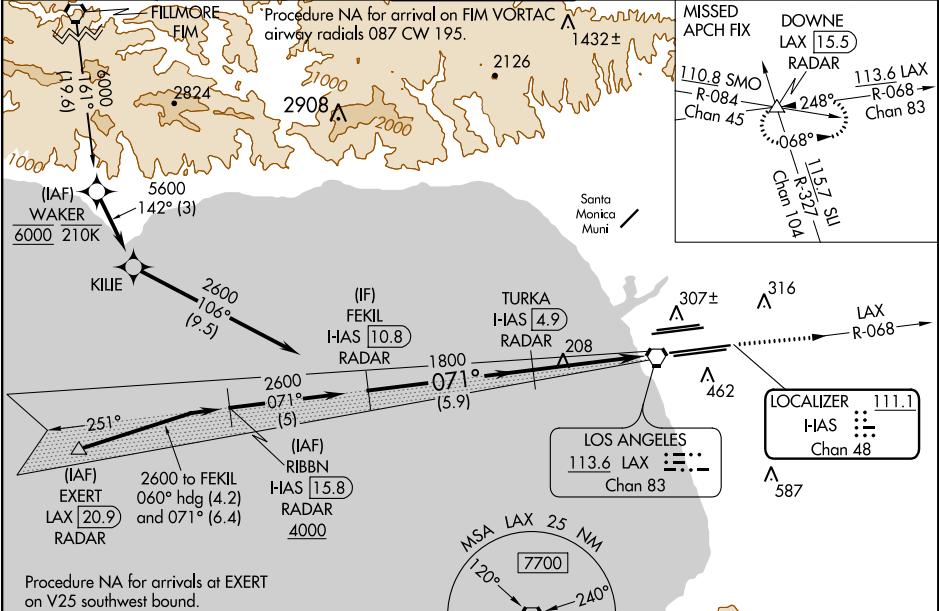 FILLMORE
FIM
Procedure NA for arrival on FIM VORTAC
airway radials 087 CW 195.
1432±
2126
1000
2824
2908
2000
1000
6000
161°
(19.6)
MISSED
APCH FIX
DOWNE
LAX 15.5
RADAR
110.8 SMO
R-084
Chan 45
113.6 LAX
R-068
Chan 83
248°
068°
115.7 SLI
R-327
Chan 104
(IAF)
WAKER
6000 210K
5600
142° (3)
KILIE
Santa
Monica
Muni
2600
106°
(9.5)
(IF)
FEKIL
I-IAS 10.8
RADAR
TURKA
I-IAS 4.9
RADAR
307±
316
208
LAX
R-068
1800
071°
(5.9)
2600
071°
(5)
251°
462
(IAF)
EXERT
LAX 20.9
RADAR
2600 to FEKIL
060° hdg (4.2)
and 071° (6.4)
(IAF)
RIBBN
I-IAS 15.8
RADAR
4000
LOS ANGELES
113.6 LAX
Chan 83
LOCALIZER 111.1
I-IAS
Chan 48
587
MSA LAX 25 NM
7700
120°
240°
Procedure NA for arrivals at EXERT
on V25 southwest bound.